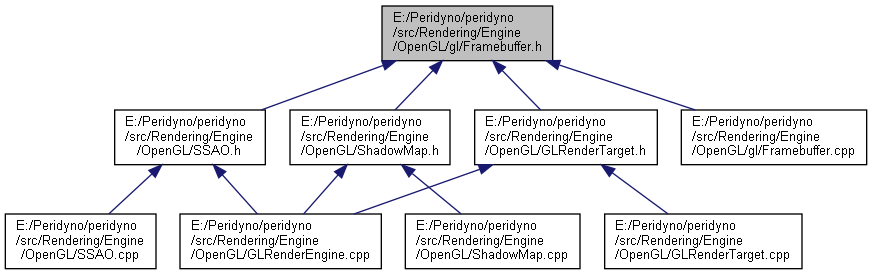 E:/Peridyno/peridyno
/src/Rendering/Engine
/OpenGL/gl/Framebuffer.h
E:/Peridyno/peridyno
/src/Rendering/Engine
/OpenGL/SSAO.h
E:/Peridyno/peridyno
/src/Rendering/Engine
/OpenGL/ShadowMap.h
E:/Peridyno/peridyno
/src/Rendering/Engine
/OpenGL/GLRenderTarget.h
E:/Peridyno/peridyno
/src/Rendering/Engine
/OpenGL/gl/Framebuffer.cpp
E:/Peridyno/peridyno
/src/Rendering/Engine
/OpenGL/SSAO.cpp
E:/Peridyno/peridyno
/src/Rendering/Engine
/OpenGL/GLRenderEngine.cpp
E:/Peridyno/peridyno
/src/Rendering/Engine
/OpenGL/ShadowMap.cpp
E:/Peridyno/peridyno
/src/Rendering/Engine
/OpenGL/GLRenderTarget.cpp